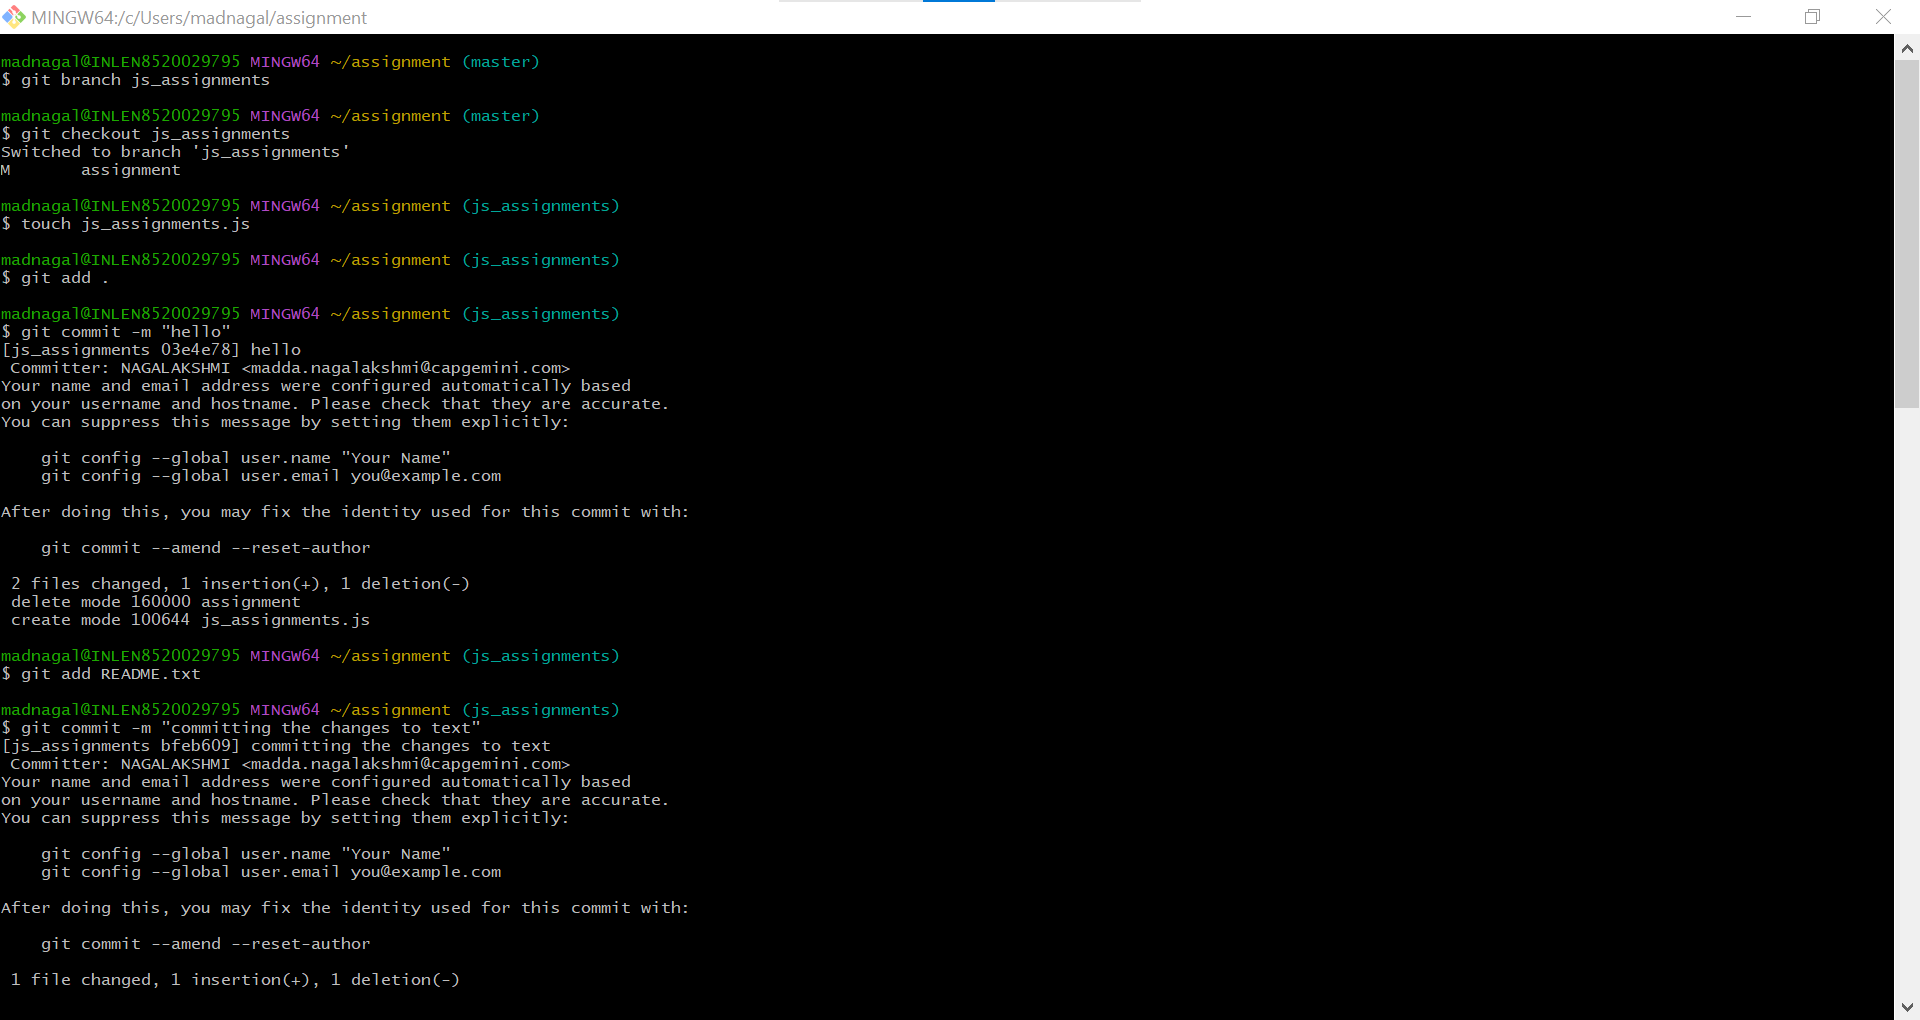 MINGW64:/c/Users/madnagal/assignment
madnagal@INLEN8520029795 MINGW64 ~/assignment (master)
$ git branch js_assignments
madnagal@INLEN8520029795 MINGW64 ~/assignment (master)
$ git checkout js_assignments
Switched to branch 'js_assignments'
M       assignment
madnagal@INLEN8520029795 MINGW64 ~/assignment (js_assignments)
$ touch js_assignments.js
madnagal@INLEN8520029795 MINGW64 ~/assignment (js_assignments)
$ git add .
madnagal@INLEN8520029795 MINGW64 ~/assignment (js_assignments)
$ git commit -m "hello"
[js_assignments 03e4e78] hello
 Committer: NAGALAKSHMI <madda.nagalakshmi@capgemini.com>
Your name and email address were configured automatically based
on your username and hostname. Please check that they are accurate.
You can suppress this message by setting them explicitly:
    git config --global user.name "Your Name"
    git config --global user.email you@example.com
After doing this, you may fix the identity used for this commit with:
    git commit --amend --reset-author
 2 files changed, 1 insertion(+), 1 deletion(-)
 delete mode 160000 assignment
 create mode 100644 js_assignments.js
madnagal@INLEN8520029795 MINGW64 ~/assignment (js_assignments)
$ git add README.txt
madnagal@INLEN8520029795 MINGW64 ~/assignment (js_assignments)
$ git commit -m "committing the changes to text"
[js_assignments bfeb609] committing the changes to text
 Committer: NAGALAKSHMI <madda.nagalakshmi@capgemini.com>
Your name and email address were configured automatically based
on your username and hostname. Please check that they are accurate.
You can suppress this message by setting them explicitly:
    git config --global user.name "Your Name"
    git config --global user.email you@example.com
After doing this, you may fix the identity used for this commit with:
    git commit --amend --reset-author
 1 file changed, 1 insertion(+), 1 deletion(-)